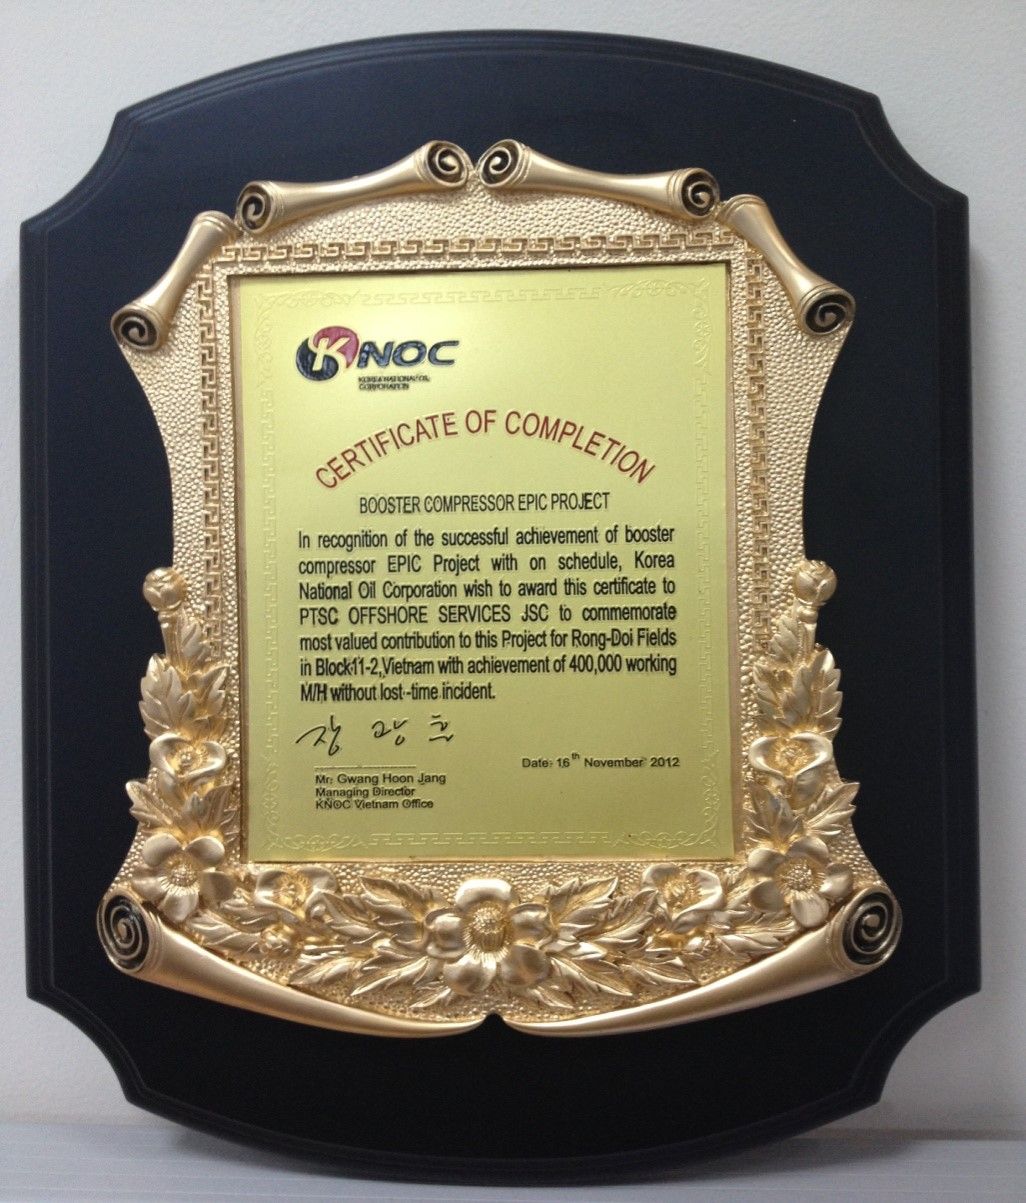 KNOC
KOREA NATIONAL OIL
CORPORATION
CERTIFICATE OF COMPLETION
BOOSTER COMPRESSOR EPIC PROJECT
In recognition of the successful achievement of booster
compressor EPIC Project with on schedule, Korea
National Oil Corporation wish to award this certificate to
PTSC OFFSHORE SERVICES JSC to commemorate
most valued contribution to this Project for Rong-Doi Fields
in Block11-2,Vietnam with achievement of 400,000 working
M/H without lost-time incident.
장 광 훈
Date: 16th November 2012
Mr. Gwang Hoon Jang
Managing Director
KNOC Vietnam Office